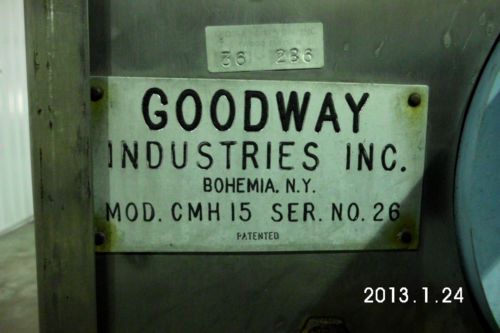 36 286
GOODWAY
INDUSTRIES INC.
BOHEMIA, N.Y.
MOD. CMH 15 SER. NO. 26
PATENTED
2013.1.24